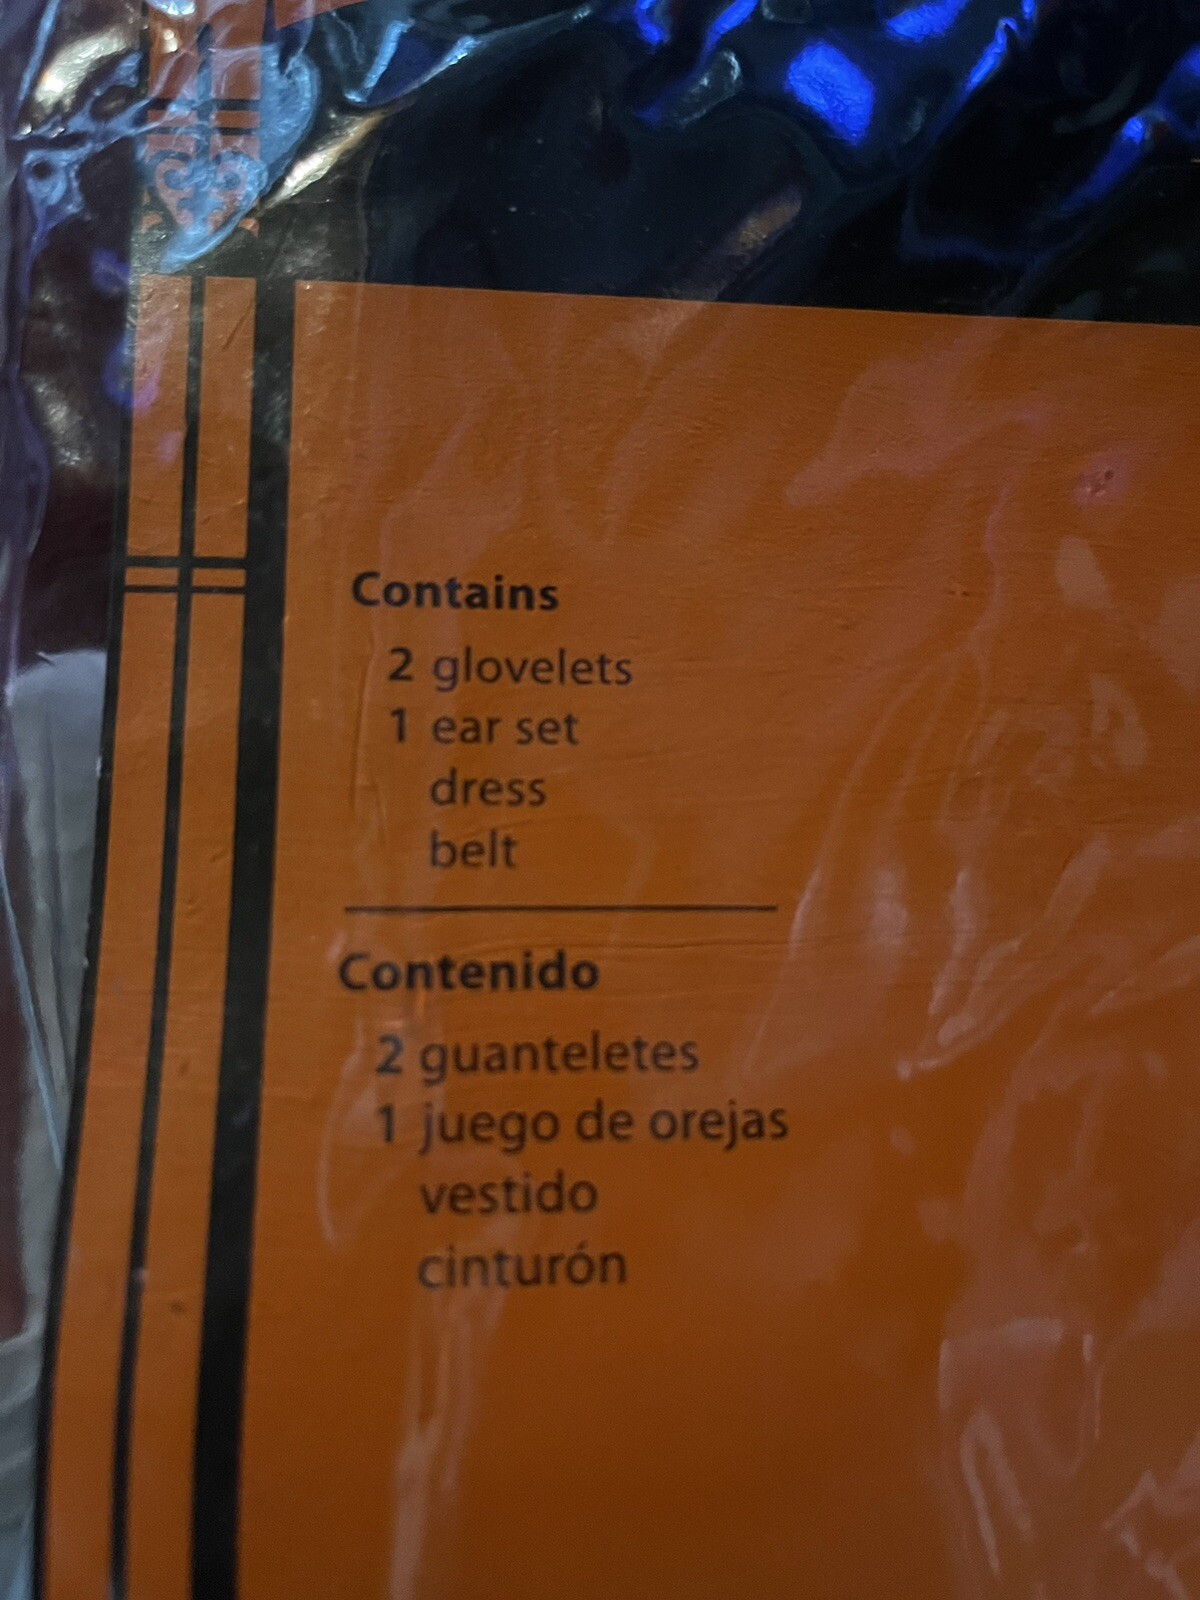 Contains
2 glovelets
1 ear set
dress
belt
Contenido
2 guanteletes
1 juego de orejas
vestido
cinturón